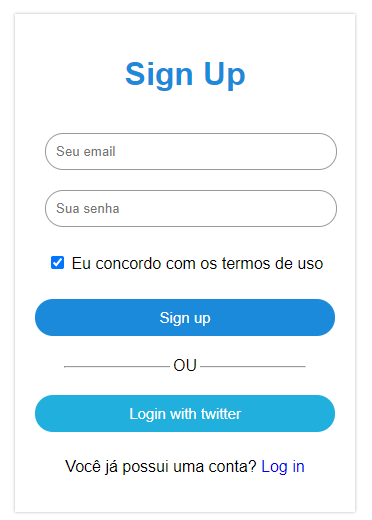 Sign Up
Seu email
Sua senha
Eu concordo com os termos de uso
Sign up
OU
Login with twitter
Você já possui uma conta? Log in